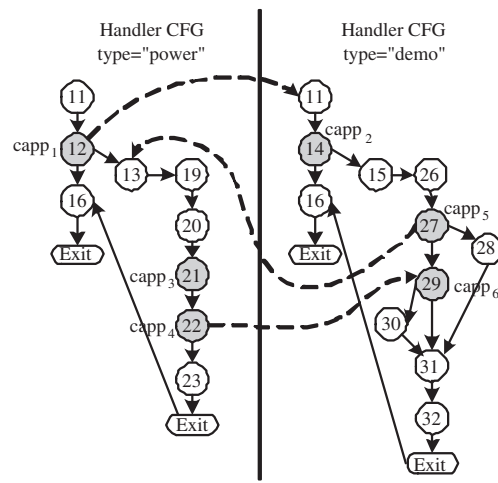 Handler CFG
type="power"
11
capp1
12
13
19
16
20
Exit
capp3
21
capp4
22
23
Exit
Handler CFG
type="demo"
11
capp2
14
15
26
16
capp5
27
28
Exit
29
capp6
30
31
32
Exit